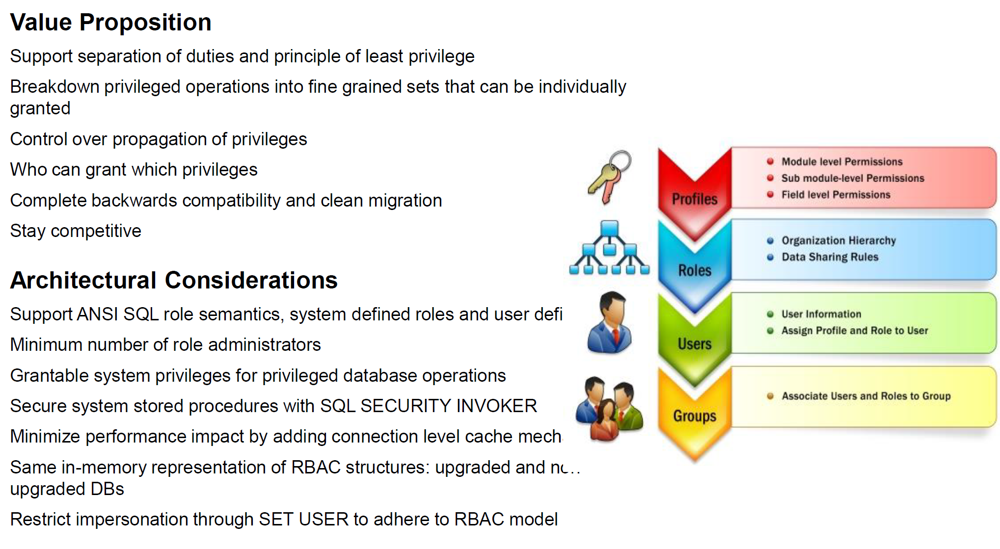 Value Proposition
Support separation of duties and principle of least privilege
Breakdown privileged operations into fine grained sets that can be individually
granted
Control over propagation of privileges
Who can grant which privileges
Complete backwards compatibility and clean migration
Stay competitive
Architectural Considerations
Support ANSI SQL role semantics, system defined roles and user defi
Minimum number of role administrators
Grantable system privileges for privileged database operations
Secure system stored procedures with SQL SECURITY INVOKER
Minimize performance impact by adding connection level cache
Same in-memory representation of RBAC structures: upgraded and
upgraded DBs
Restrict impersonation through SET USER to adhere to RBAC model
Profiles
Module level Permissions
Sub module-level Permissions
Field level Permissions
Roles
Organization Hierarchy
Data Sharing Rules
Users
User Information
Assign Profile and Role to User
Groups
Associate Users and Roles to Group